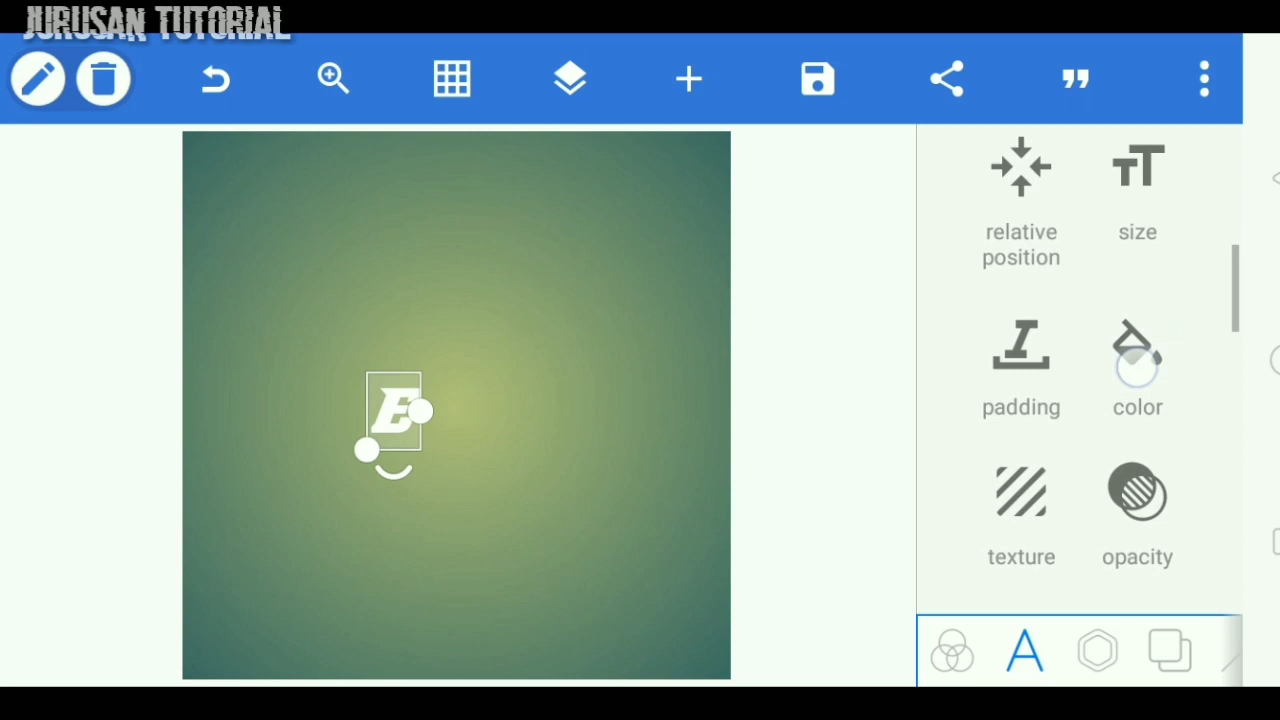 JURUSAN TUTORIAL
relative
position
size
E
padding
color
texture
opacity